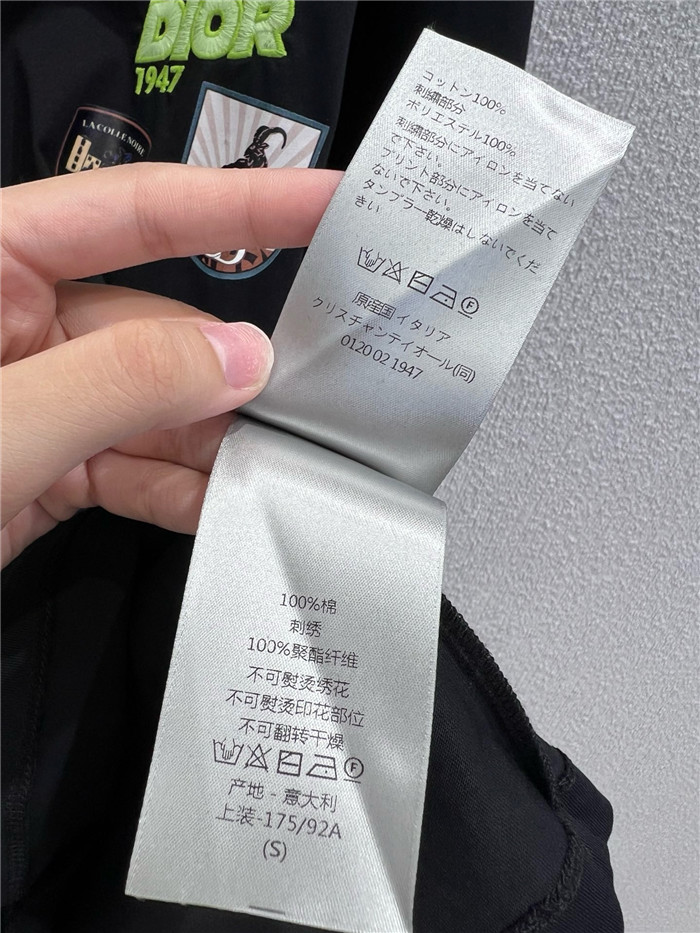 DIOR
1947
LA COLLE NOIRE
コットン100%
刺繍部分
ポリエステル100%
刺繍部分にアイロンを当てない
で下さい。
プリント部分にアイロンを当て
ないで下さい。
タンブラー乾燥はしないでくだ
さい
F
原産国 イタリア
クリスチャンディオール(同)
0120 02 1947
100%棉
刺绣
100%聚酯纤维
不可熨烫绣花
不可熨烫印花部位
不可翻转干燥
F
产地 - 意大利
上装-175/92A
(S)